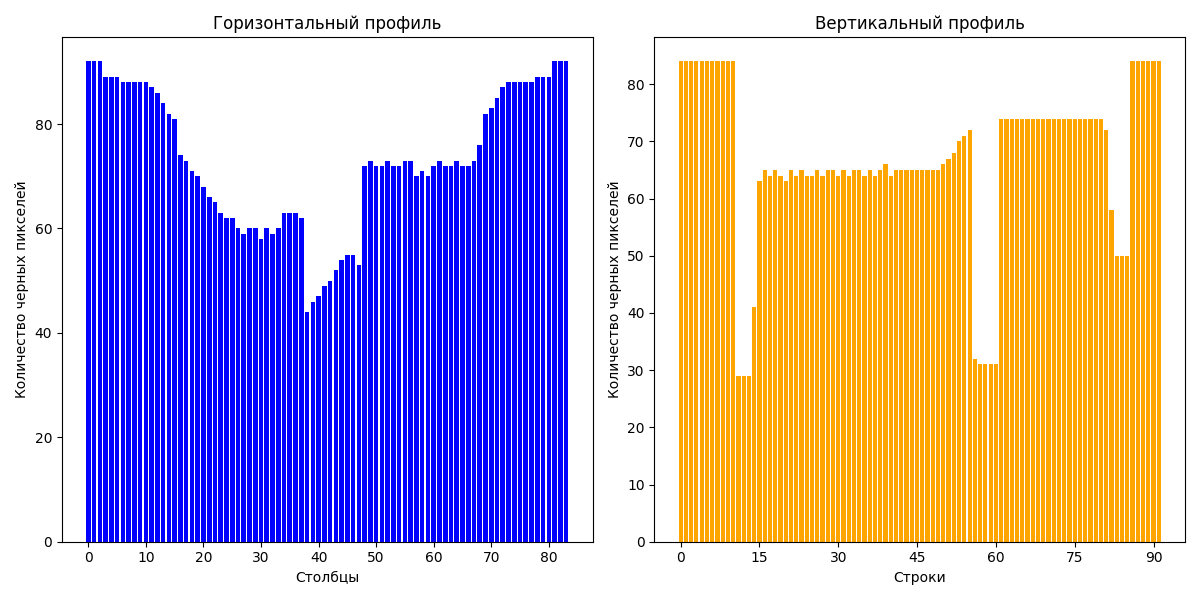 Горизонтальный профиль
Количество черных пикселей
80
60
40
20
0
0 10 20 30 40 50 60 70 80
Столбцы
Вертикальный профиль
Количество черных пикселей
80
70
60
50
40
30
20
10
0
0 15 30 45 60 75 90
Строки